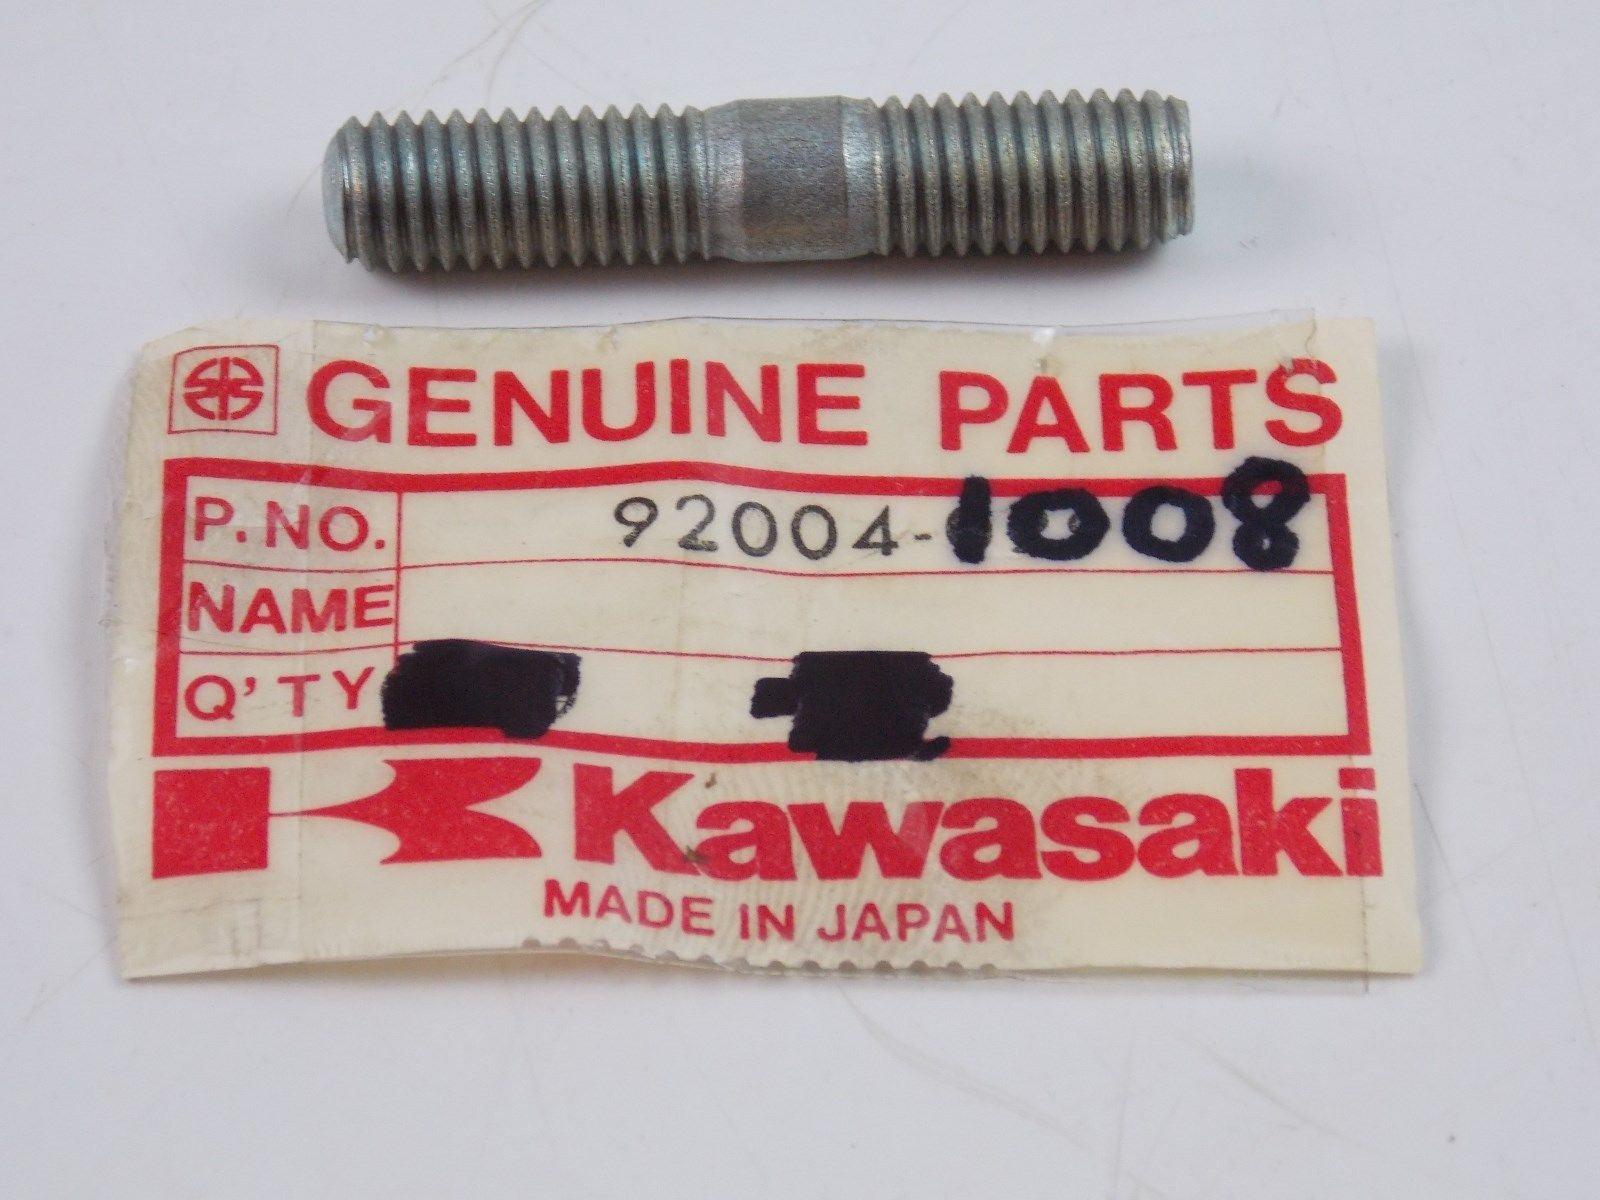 GENUINE PARTS
P.NO. 92004-1008
NAME
Q'TY
Kawasaki
MADE IN JAPAN